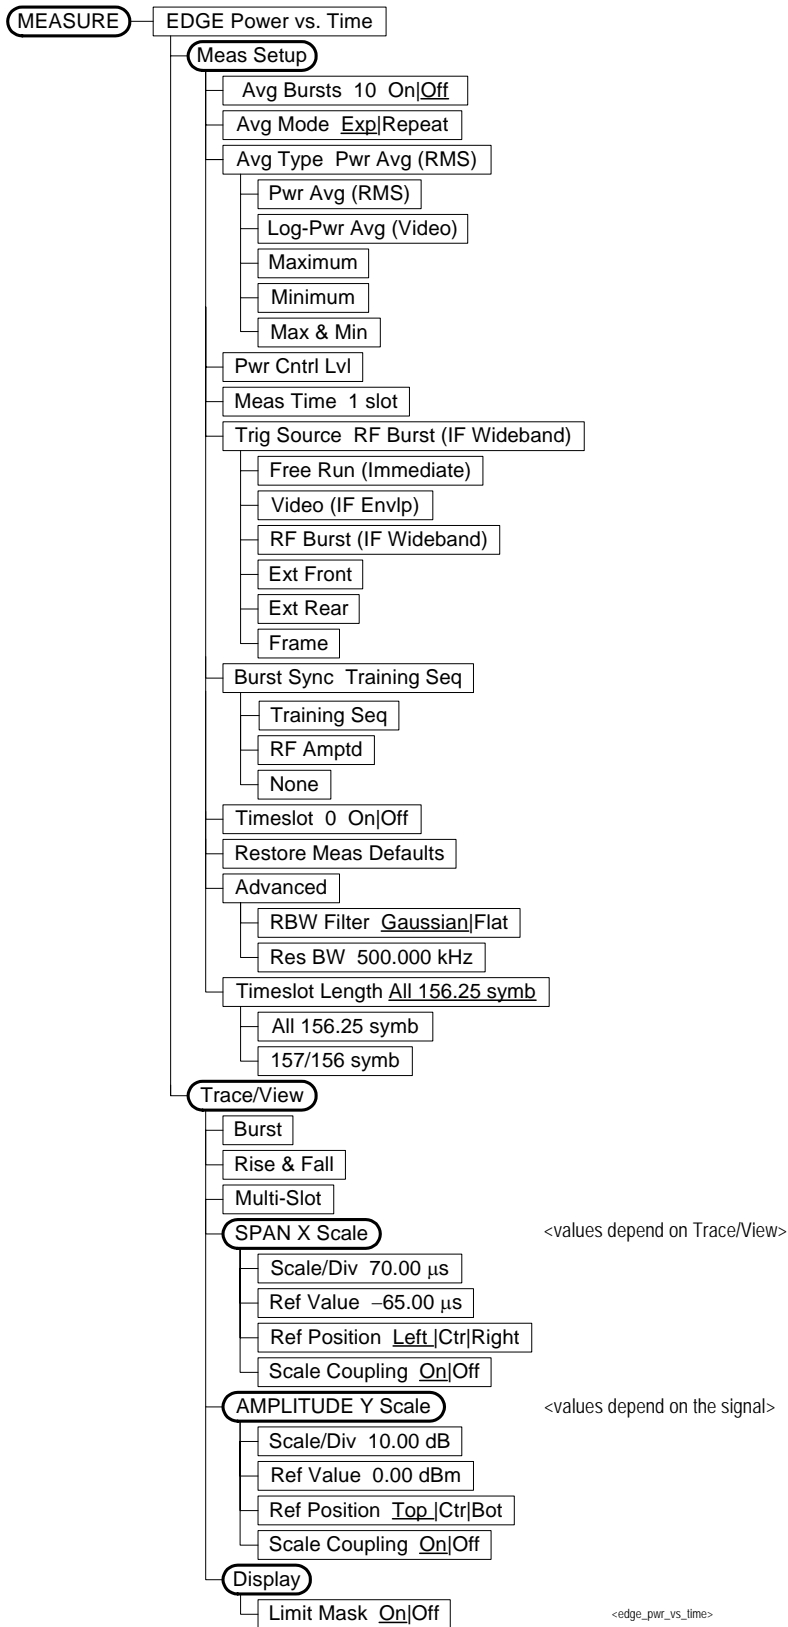 MEASURE EDGE Power vs. Time
Meas Setup
Avg Bursts 10 On|Off
Avg Mode Exp|Repeat
Avg Type Pwr Avg (RMS)
Pwr Avg (RMS)
Log-Pwr Avg (Video)
Maximum
Minimum
Max & Min
Pwr Cntrl Lvl
Meas Time 1 slot
Trig Source RF Burst (IF Wideband)
Free Run (Immediate)
Video (IF Envlp)
RF Burst (IF Wideband)
Ext Front
Ext Rear
Frame
Burst Sync Training Seq
Training Seq
RF Amptd
None
Timeslot 0 On|Off
Restore Meas Defaults
Advanced
RBW Filter Gaussian|Flat
Res BW 500.000 kHz
Timeslot Length All 156.25 symb
All 156.25 symb
157/156 symb
Trace/View
Burst
Rise & Fall
Multi-Slot
SPAN X Scale <values depend on Trace/View>
Scale/Div 70.00 μs
Ref Value −65.00 μs
Ref Position Left |Ctr|Right
Scale Coupling On|Off
AMPLITUDE Y Scale <values depend on the signal>
Scale/Div 10.00 dB
Ref Value 0.00 dBm
Ref Position Top |Ctr|Bot
Scale Coupling On|Off
Display
Limit Mask On|Off <edge_pwr_vs_time>